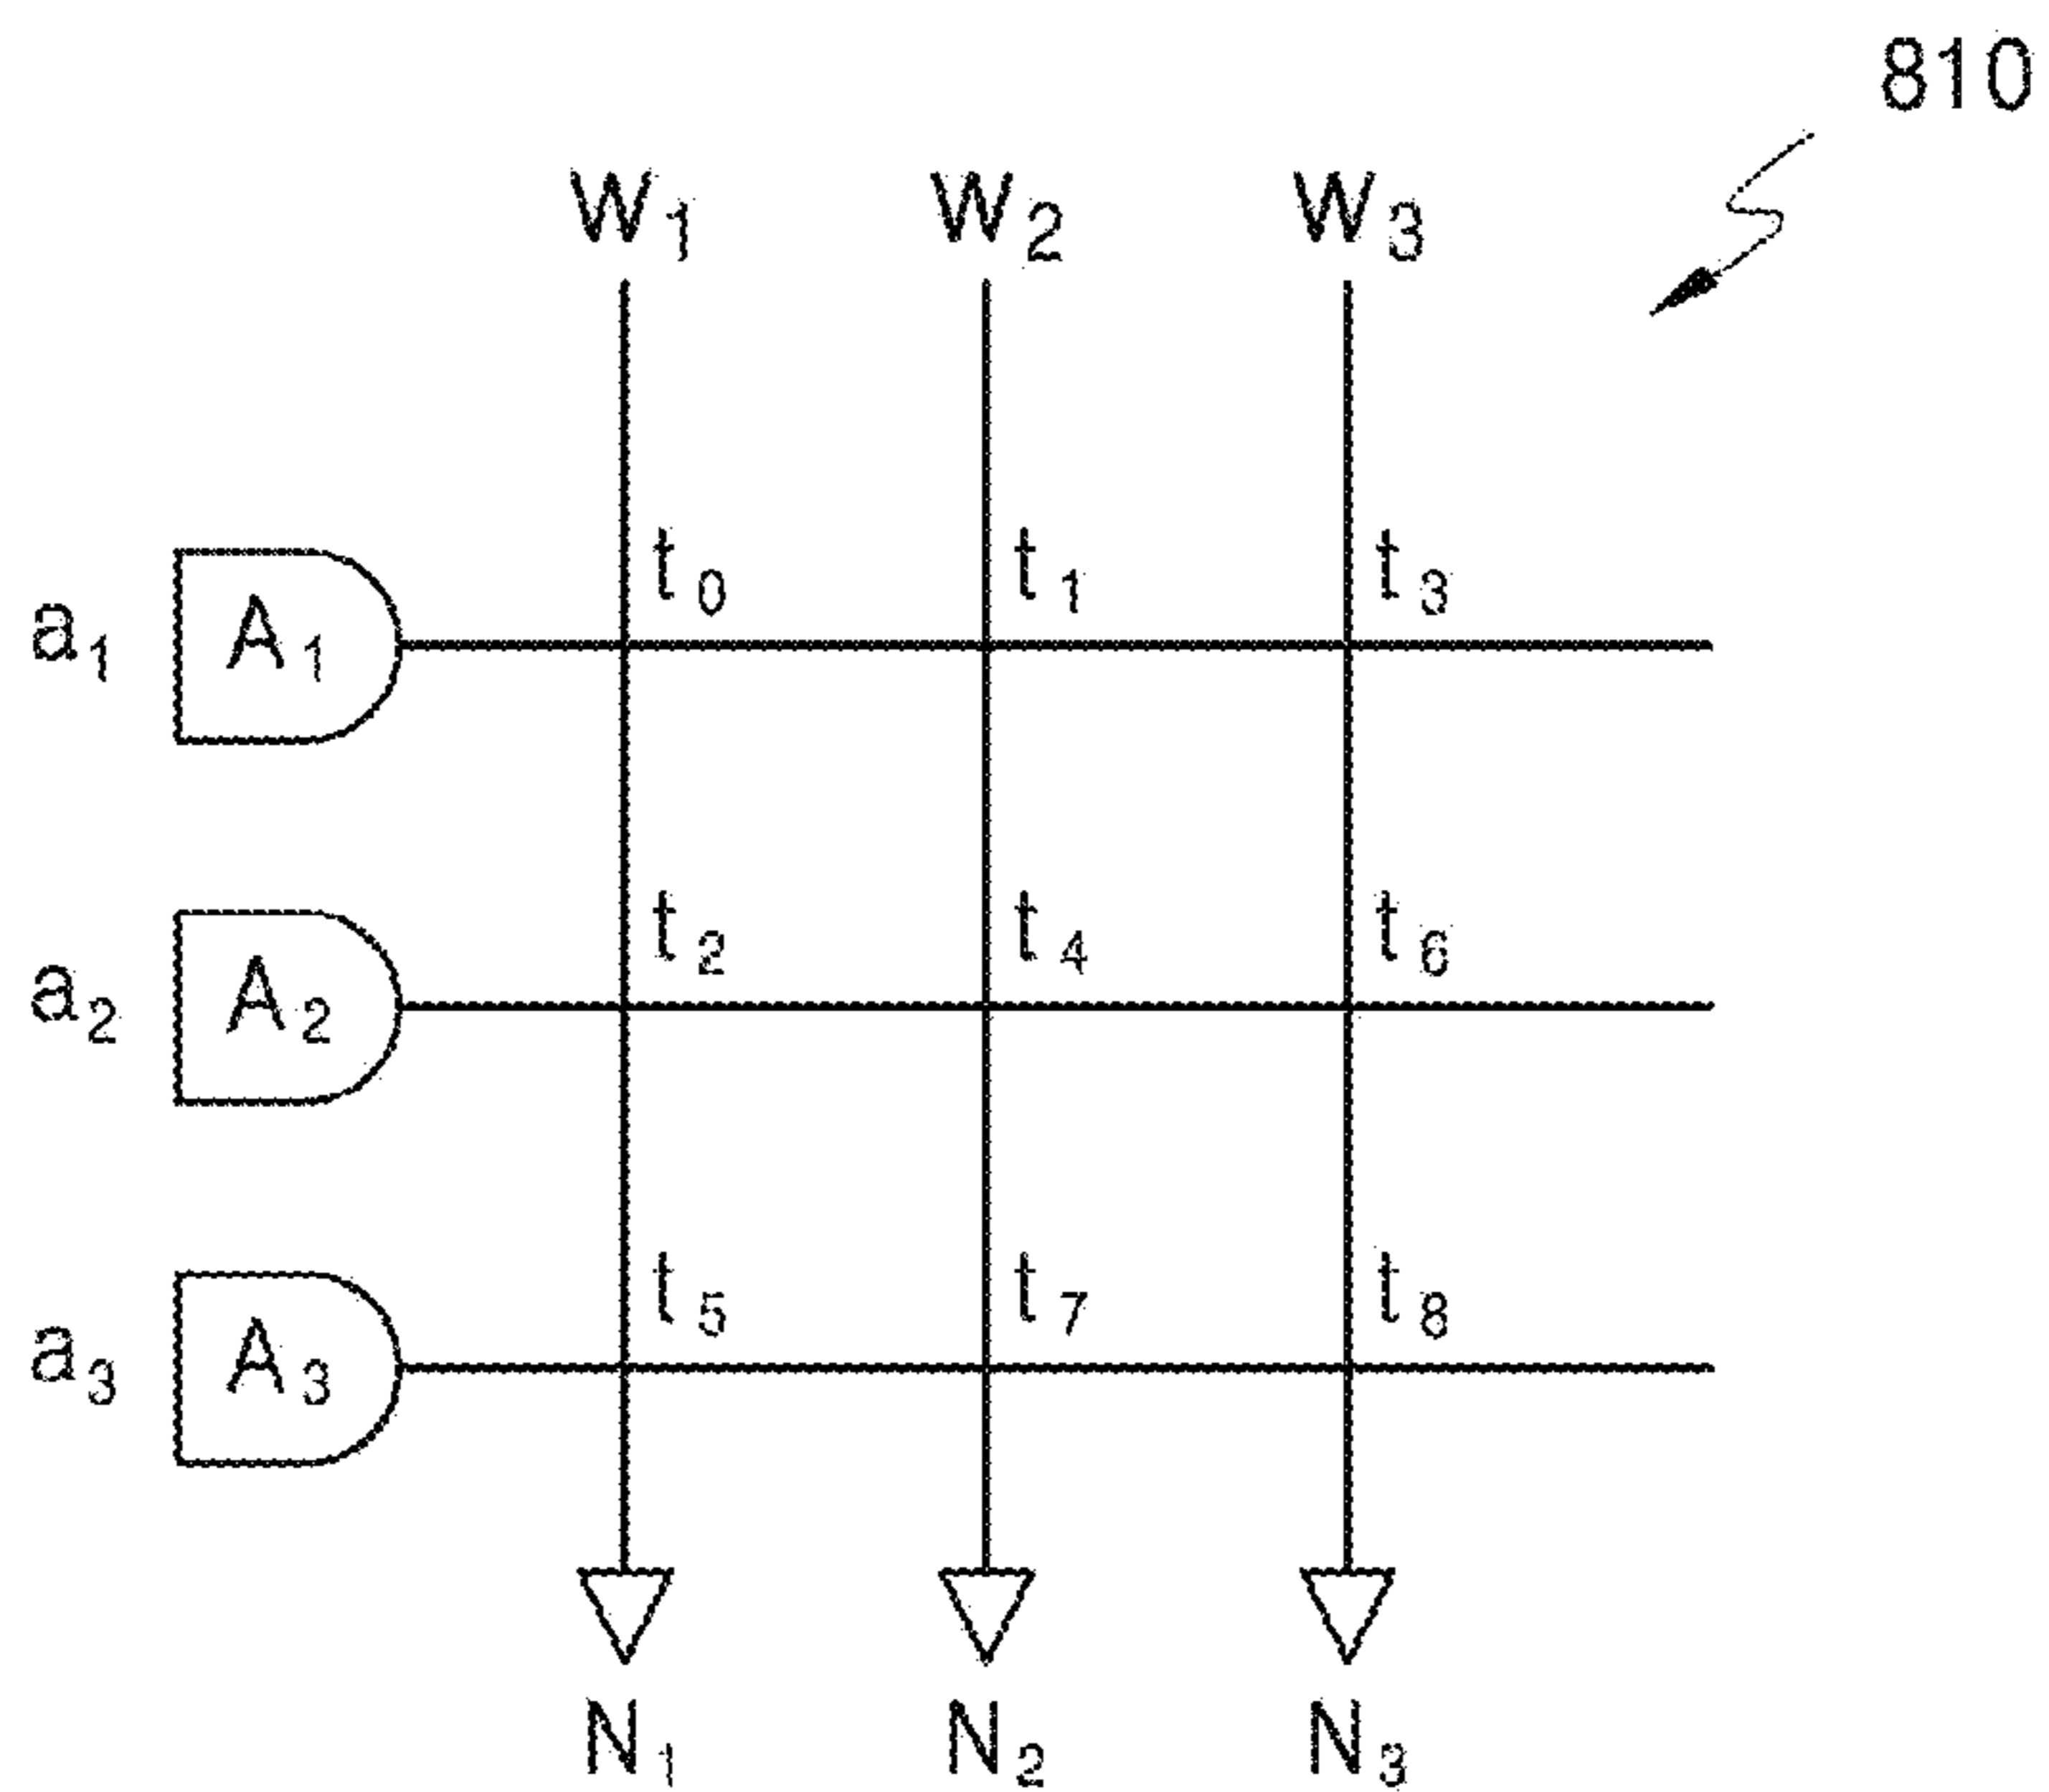 810
W₁ W₂ W₃
t₀ t₁ t₃
a₁ A₁
t₂ t₄ t₆
a₂ A₂
t₅ t₇ t₈
a₃ A₃
N₁ N₂ N₃